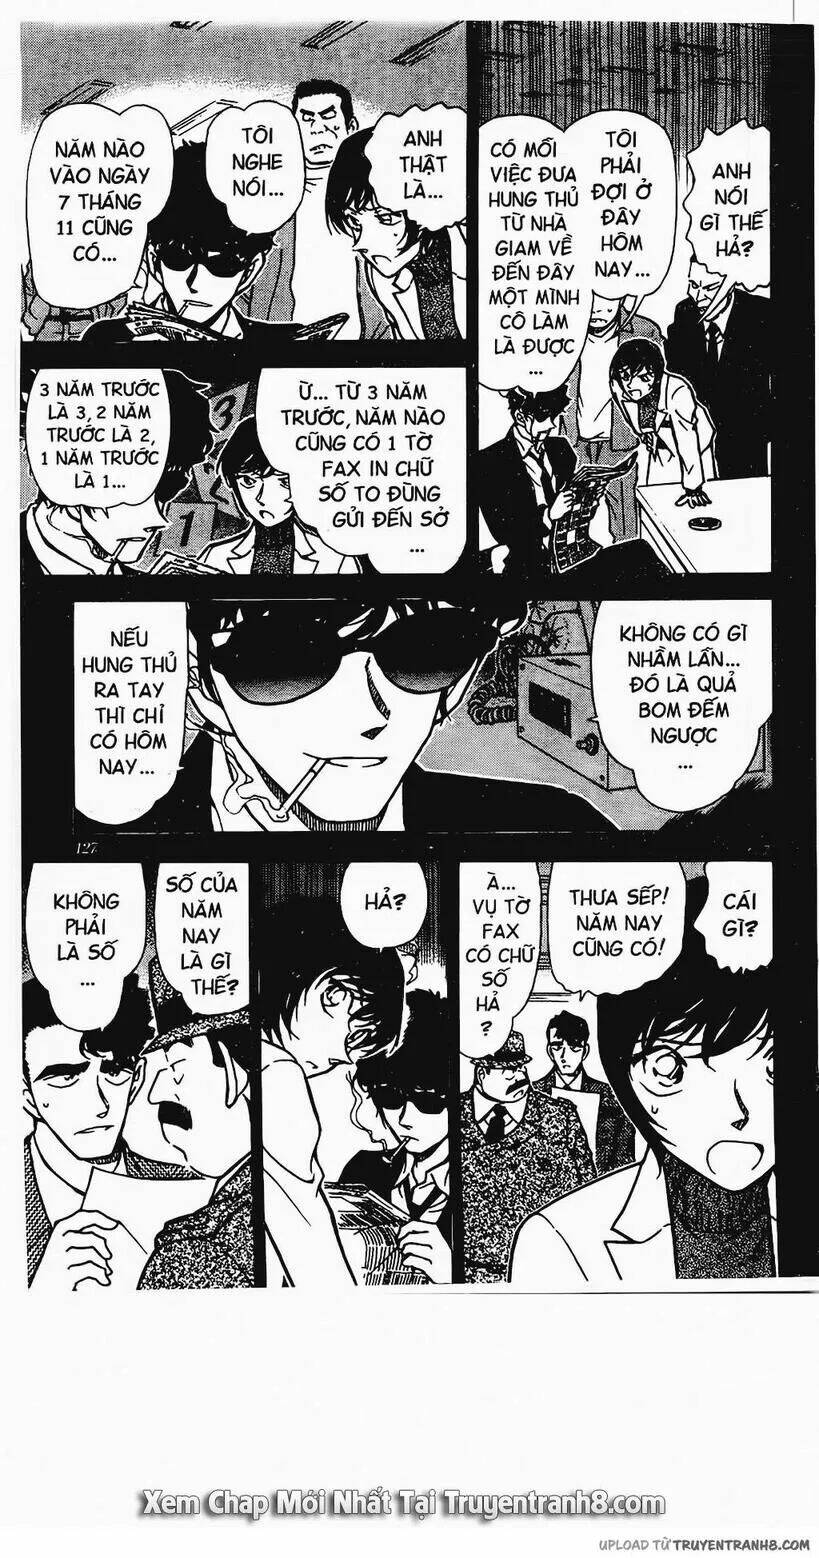 ANH
NÓI
GÌ THẾ
HẢ?
TÔI
PHẢI
ĐỢI Ở
ĐÂY
HÔM
NAY...
CÓ MỖI
VIỆC ĐƯA
HUNG THỦ
TỪ NHÀ
GIAM VỀ
ĐẾN ĐÂY
MỘT MÌNH
CÔ LÀM
LÀ ĐƯỢC
...
ANH
THẬT
LÀ...
TÔI
NGHE
NÓI...
NĂM NÀO
VÀO NGÀY
7 THÁNG
11 CŨNG
CÓ...
Ừ... TỪ 3 NĂM
TRƯỚC, NĂM NÀO
CŨNG CÓ 1 TỜ
FAX IN CHỮ
SỐ TO ĐÙNG
GỬI ĐẾN SỞ
...
3 NĂM TRƯỚC
LÀ 3, 2 NĂM
TRƯỚC LÀ 2,
1 NĂM TRƯỚC
LÀ 1...
3
2
1
KHÔNG CÓ GÌ
NHẦM LẪN...
ĐÓ LÀ QUẢ
BOM ĐẾM
NGƯỢC
...
NẾU
HUNG THỦ
RA TAY
THÌ CHỈ
CÓ HÔM
NAY...
127
CÁI
GÌ?
THƯA SẾP!
NĂM NAY
CŨNG CÓ!
À...
VỤ TỜ
FAX
CÓ CHỮ
SỐ
HẢ
?
HẢ?
SỐ CỦA
NĂM
NAY
LÀ GÌ
THẾ?
KHÔNG
PHẢI
LÀ SỐ
...
Xem Chap Mới Nhất Tại Truyentranh8.com
UPLOAD TỪ TRUYENTRANH8.COM